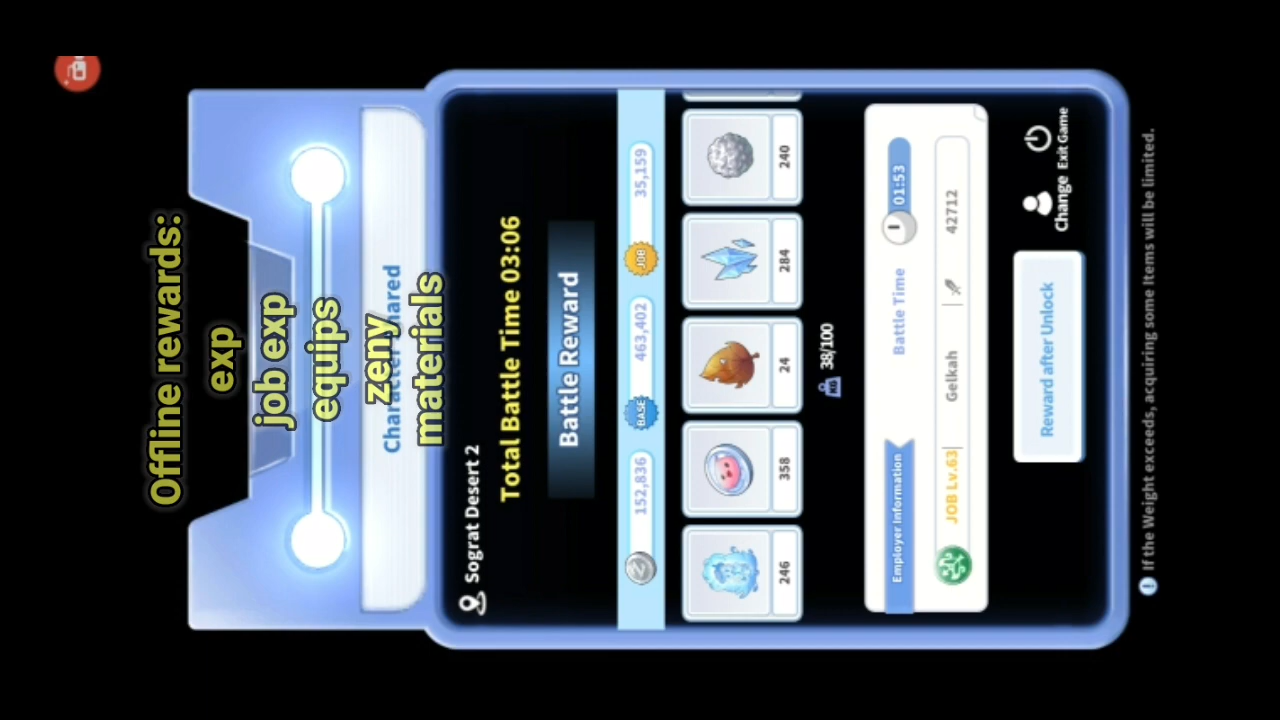 Offline rewards:
exp
job exp
equips
zeny
materials
Sograt Desert 2
Total Battle Time 03:06
Battle Reward
152,836 BASE 463,402 JOB 35,159
246 358 24 284 240
KG 38/100
Employer Information Battle Time 01:53
JOB Lv.63 Gelkah 42712
Reward after Unlock
Change Exit Game
If the Weight exceeds, acquiring some Items will be limited.